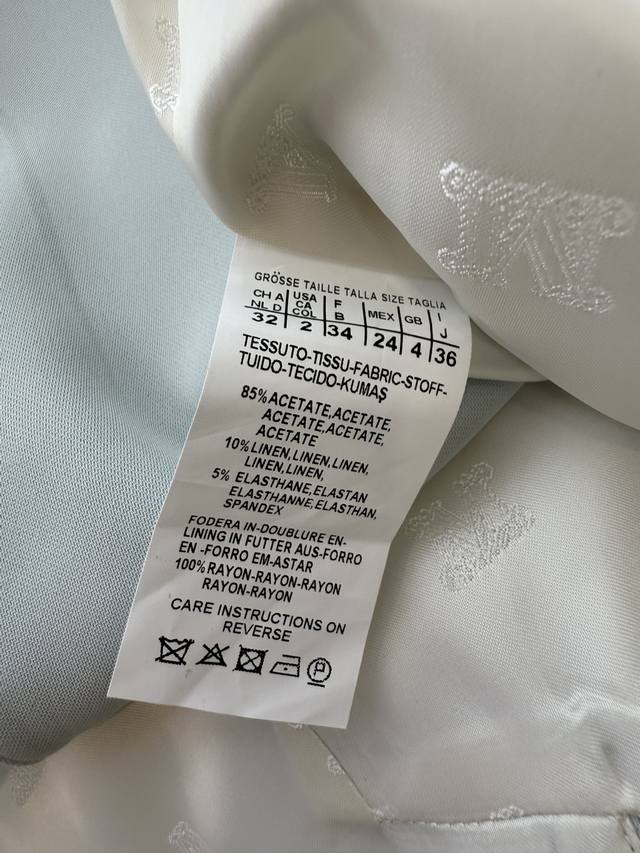 GRÖSSE TAILLE TALLA SIZE TAGLIA
CH A NL D USA CA COL F B MEX GB I J
32 2 34 24 4 36
TESSUTO-TISSU-FABRIC-STOFF-
TUIDO-TECIDO-KUMAŞ
85% ACETATE,ACETATE,
ACETATE,ACETATE,
ACETATE
10% LINEN,LINEN,LINEN,
LINEN,LINEN,
5% ELASTHANE,ELASTAN
ELASTHANNE,ELASTHAN,
SPANDEX
FODERA IN-DOUBLURE EN-
LINING IN FUTTER AUS-FORRO
EN -FORRO EM-ASTAR
100% RAYON-RAYON-RAYON
RAYON-RAYON
CARE INSTRUCTIONS ON
REVERSE
P